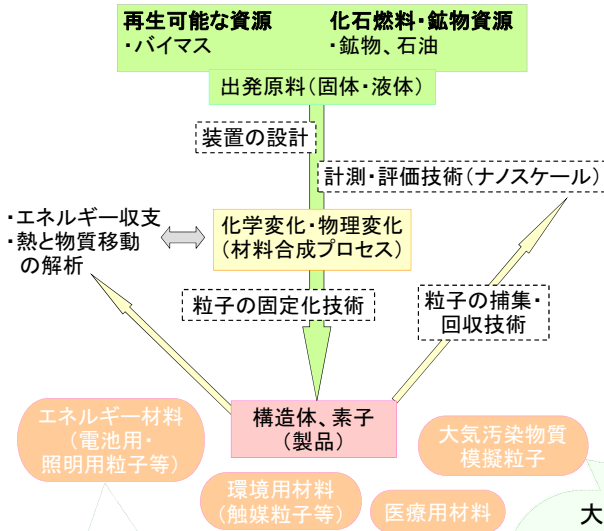 再生可能な資源
・バイマス
化石燃料・鉱物資源
・鉱物、石油
出発原料(固体・液体)
装置の設計
計測・評価技術(ナノスケール)
・エネルギー収支
・熱と物質移動
の解析
化学変化・物理変化
(材料合成プロセス)
粒子の固定化技術
粒子の捕集・
回収技術
構造体、素子
(製品)
エネルギー材料
(電池用・
照明用粒子等)
大気汚染物質
模擬粒子
環境用材料
(触媒粒子等)
医療用材料
大